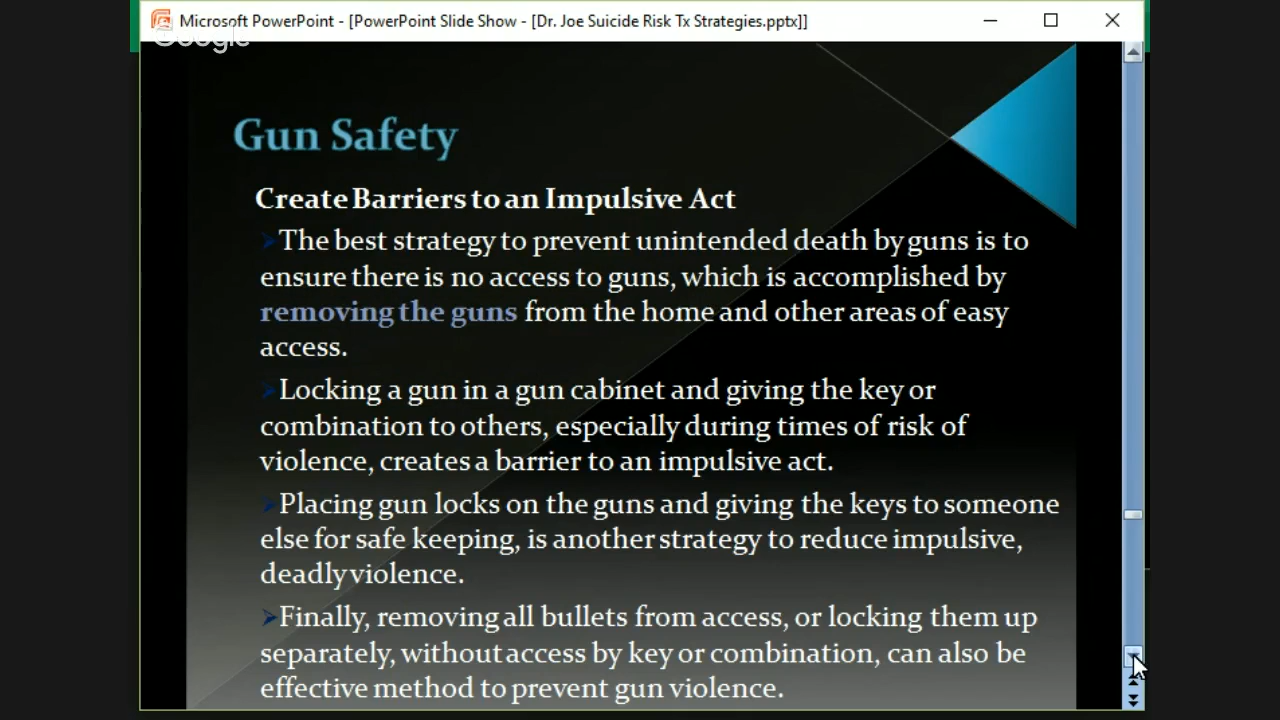 Microsoft PowerPoint - [PowerPoint Slide Show - [Dr. Joe Suicide Risk Tx Strategies.pptx]]
Google
Gun Safety
Create Barriers to an Impulsive Act
The best strategy to prevent unintended death by guns is to
ensure there is no access to guns, which is accomplished by
removing the guns from the home and other areas of easy
access.
Locking a gun in a gun cabinet and giving the key or
combination to others, especially during times of risk of
violence, creates a barrier to an impulsive act.
Placing gun locks on the guns and giving the keys to someone
else for safe keeping, is another strategy to reduce impulsive,
deadly violence.
Finally, removing all bullets from access, or locking them up
separately, without access by key or combination, can also be
effective method to prevent gun violence.